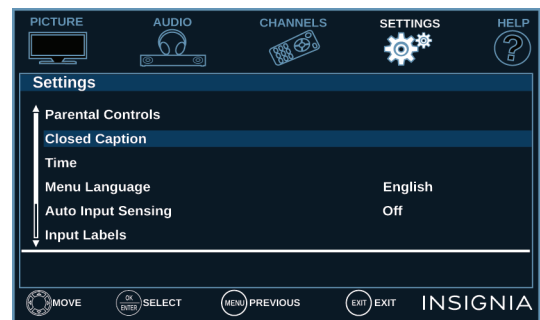 PICTURE AUDIO CHANNELS SETTINGS HELP
Settings
Parental Controls
Closed Caption
Time
Menu Language English
Auto Input Sensing Off
Input Labels
MOVE OK ENTER SELECT MENU PREVIOUS EXIT EXIT INSIGNIA